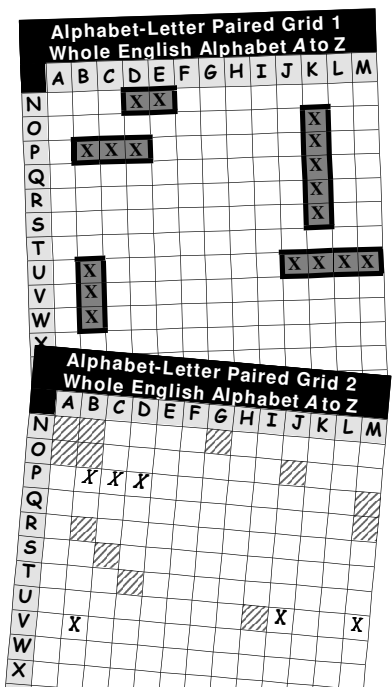 Alphabet-Letter Paired Grid 1
Whole English Alphabet A to Z
A B C D E F G H I J K L M
N X X
O X
P X X X X
Q X
R X
S X
T
U X X X X X
V X
W X
X
Alphabet-Letter Paired Grid 2
Whole English Alphabet A to Z
A B C D E F G H I J K L M
N
O
P X X X
Q
R
S
T
U X X
V X
W
X